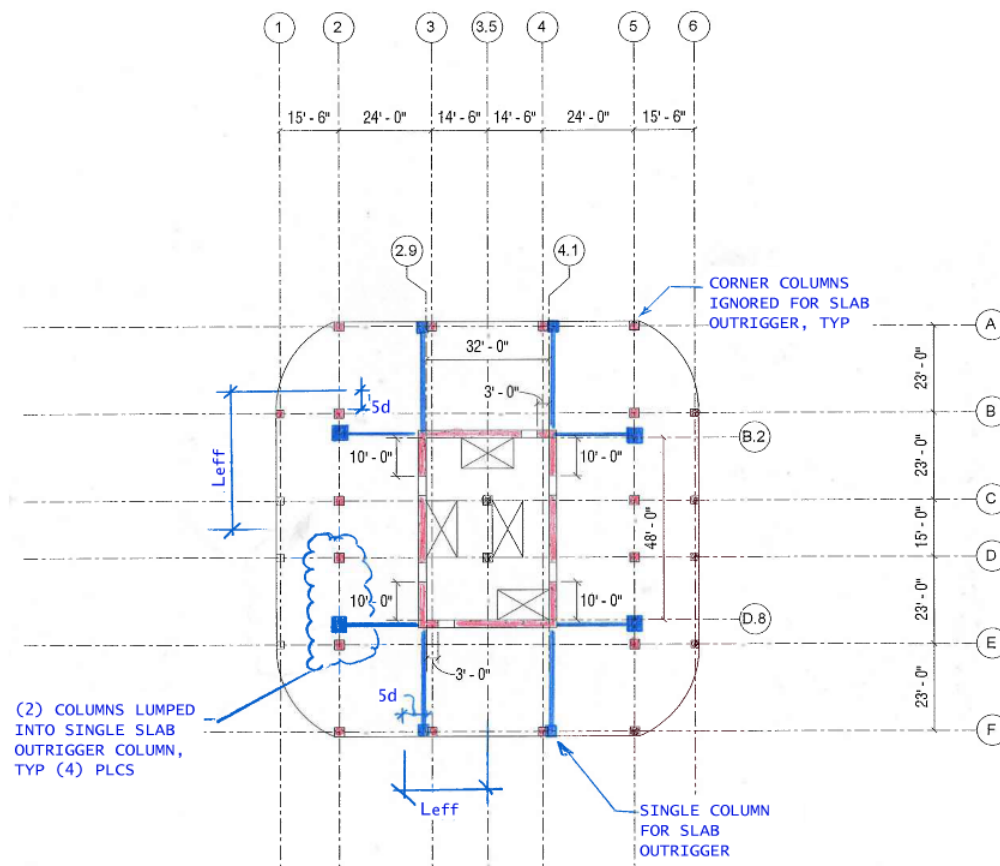 1
2
3
3.5
4
5
6
15' - 6"
24' - 0"
14' - 6"
14' - 6"
24' - 0"
15' - 6"
2.9
4.1
CORNER COLUMNS
IGNORED FOR SLAB
OUTRIGGER, TYP
A
32' - 0"
23' - 0"
3' - 0"
5d
B
B.2
Leff
10' - 0"
10' - 0"
23' - 0"
C
48' - 0"
15' - 0"
D
10' - 0"
10' - 0"
23' - 0"
D.8
E
3' - 0"
5d
23' - 0"
(2) COLUMNS LUMPED
INTO SINGLE SLAB
OUTRIGGER COLUMN,
TYP (4) PLCS
F
Leff
SINGLE COLUMN
FOR SLAB
OUTRIGGER